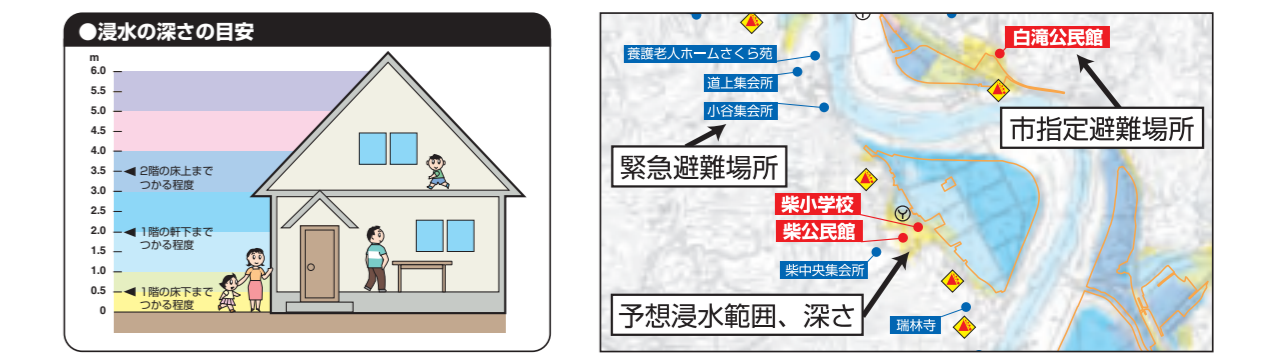 ●浸水の深さの目安
m
6.0
5.5
5.0
4.5
4.0
3.5
3.0
2.5
2.0
1.5
1.0
0.5
0
2階の床上まで
つかる程度
1階の軒下まで
つかる程度
1階の床下まで
つかる程度
養護老人ホームさくら苑
道上集会所
小谷集会所
緊急避難場所
白滝公民館
市指定避難場所
柴小学校
柴公民館
柴中央集会所
予想浸水範囲、深さ
瑞林寺